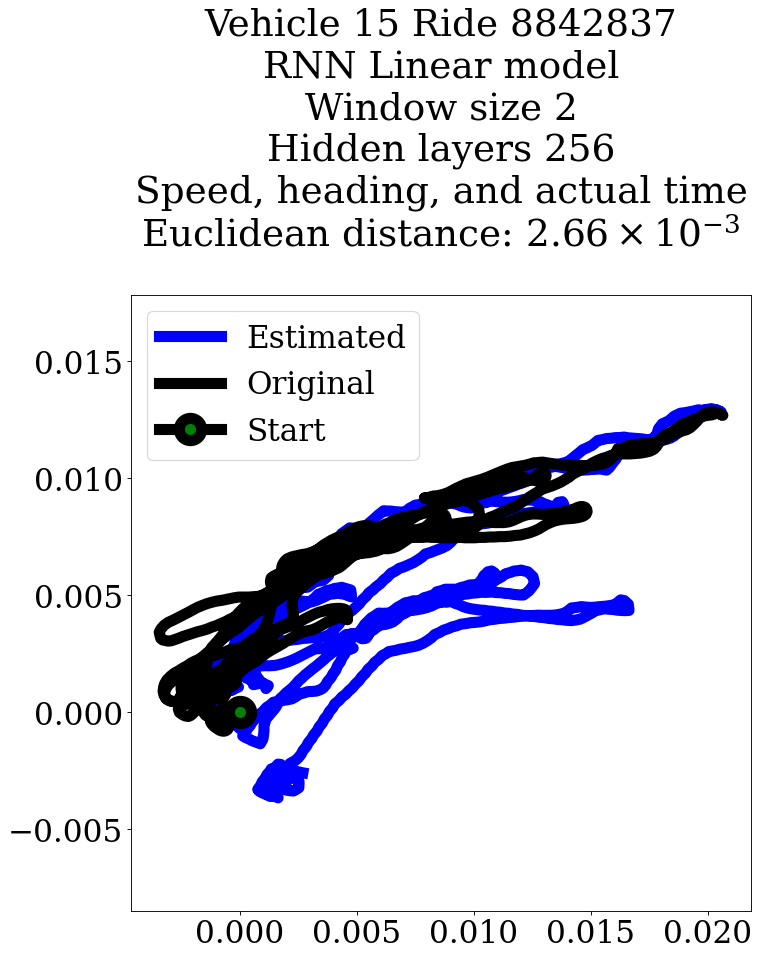 Vehicle 15 Ride 8842837
RNN Linear model
Window size 2
Hidden layers 256
Speed, heading, and actual time
Euclidean distance: 2.66 × 10⁻³
Estimated
Original
Start
0.015
0.010
0.005
0.000
−0.005
0.000 0.005 0.010 0.015 0.020